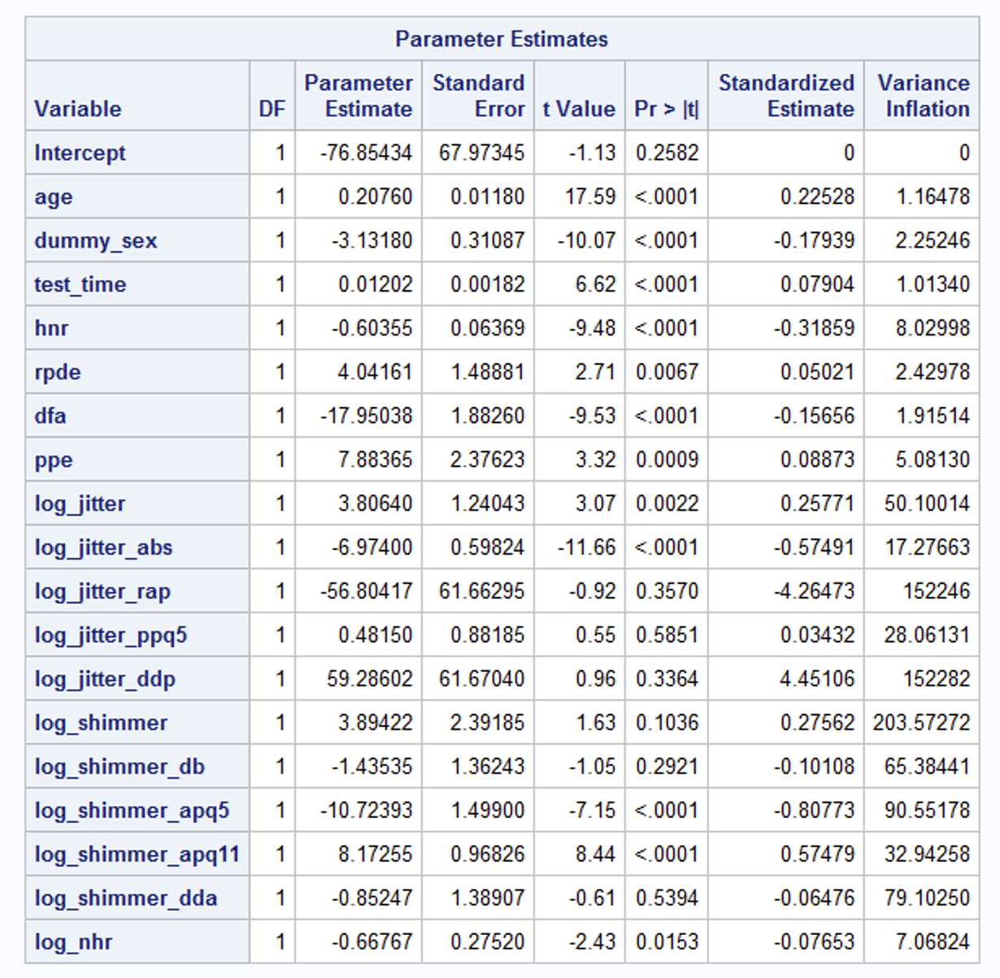 Parameter Estimates
Variable DF Parameter Estimate Standard Error t Value Pr > |t| Standardized Estimate Variance Inflation
Intercept 1 -76.85434 67.97345 -1.13 0.2582 0 0
age 1 0.20760 0.01180 17.59 <.0001 0.22528 1.16478
dummy_sex 1 -3.13180 0.31087 -10.07 <.0001 -0.17939 2.25246
test_time 1 0.01202 0.00182 6.62 <.0001 0.07904 1.01340
hnr 1 -0.60355 0.06369 -9.48 <.0001 -0.31859 8.02998
rpde 1 4.04161 1.48881 2.71 0.0067 0.05021 2.42978
dfa 1 -17.95038 1.88260 -9.53 <.0001 -0.15656 1.91514
ppe 1 7.88365 2.37623 3.32 0.0009 0.08873 5.08130
log_jitter 1 3.80640 1.24043 3.07 0.0022 0.25771 50.10014
log_jitter_abs 1 -6.97400 0.59824 -11.66 <.0001 -0.57491 17.27663
log_jitter_rap 1 -56.80417 61.66295 -0.92 0.3570 -4.26473 152246
log_jitter_ppq5 1 0.48150 0.88185 0.55 0.5851 0.03432 28.06131
log_jitter_ddp 1 59.28602 61.67040 0.96 0.3364 4.45106 152282
log_shimmer 1 3.89422 2.39185 1.63 0.1036 0.27562 203.57272
log_shimmer_db 1 -1.43535 1.36243 -1.05 0.2921 -0.10108 65.38441
log_shimmer_apq5 1 -10.72393 1.49900 -7.15 <.0001 -0.80773 90.55178
log_shimmer_apq11 1 8.17255 0.96826 8.44 <.0001 0.57479 32.94258
log_shimmer_dda 1 -0.85247 1.38907 -0.61 0.5394 -0.06476 79.10250
log_nhr 1 -0.66767 0.27520 -2.43 0.0153 -0.07653 7.06824